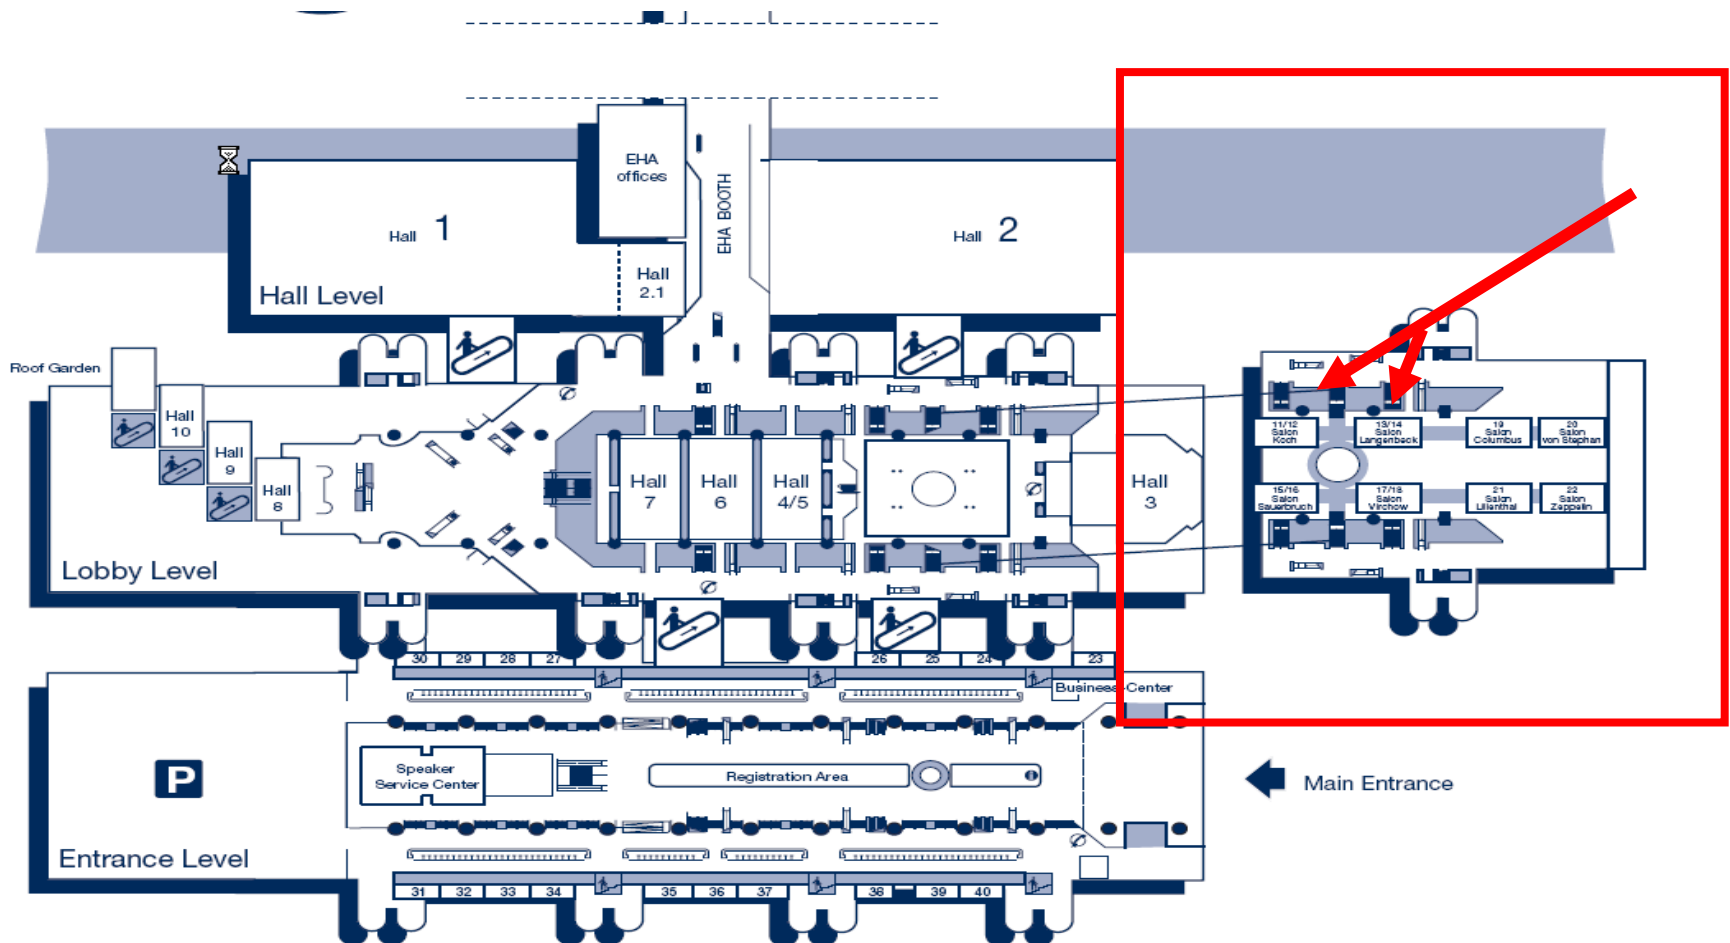 EHA
offices
EHA BOOTH
Hall 1
Hall 2
Hall
2.1
Hall Level
Roof Garden
Hall
10
Hall
9
Hall
8
Hall
7
Hall
6
Hall
4/5
Hall
3
11/12
Salon
Koch
13/14
Salon
Langenbeck
19
Salon
Columbus
20
Salon
von Stephan
15/16
Salon
Sauerbruch
17/18
Salon
Virchow
21
Salon
Lilienthal
22
Salon
Zeppelin
Lobby Level
30 29 28 27 26 25 24 23
Business-Center
Speaker
Service Center
Registration Area
P
Main Entrance
Entrance Level
31 32 33 34 35 36 37 38 39 40